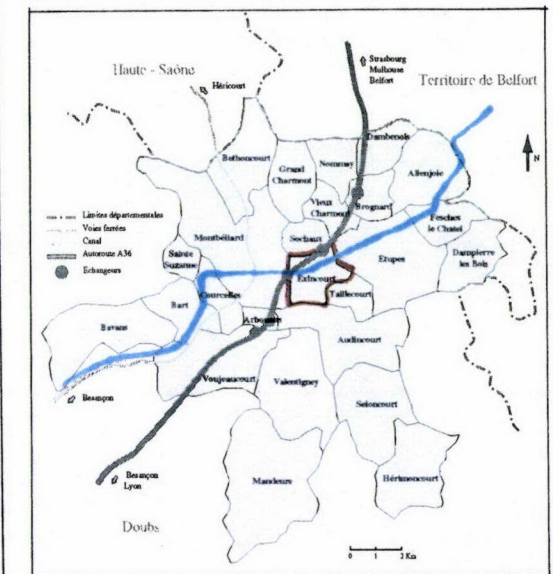 Haute - Saône
Héricourt
Strasbourg
Mulhouse
Belfort
Territoire de Belfort
N
Dambenois
Bethoncourt
Grand
Charmont
Nommay
Allenjoie
Vieux
Charmont
Brognard
Fesches
le Chatel
Limites départementales
Voies ferrées
Canal
Autoroute A36
Echangeurs
Montbéliard
Sochaux
Sainte
Suzanne
Etupes
Dampierre
les Bois
Exincourt
Taillecourt
Bart
Courcelles
Bavans
Arbouans
Audincourt
Voujeaucourt
Valentigney
Besançon
Seloncourt
Besançon
Lyon
Mandeure
Hérimoncourt
Doubs
0 1 2 Km